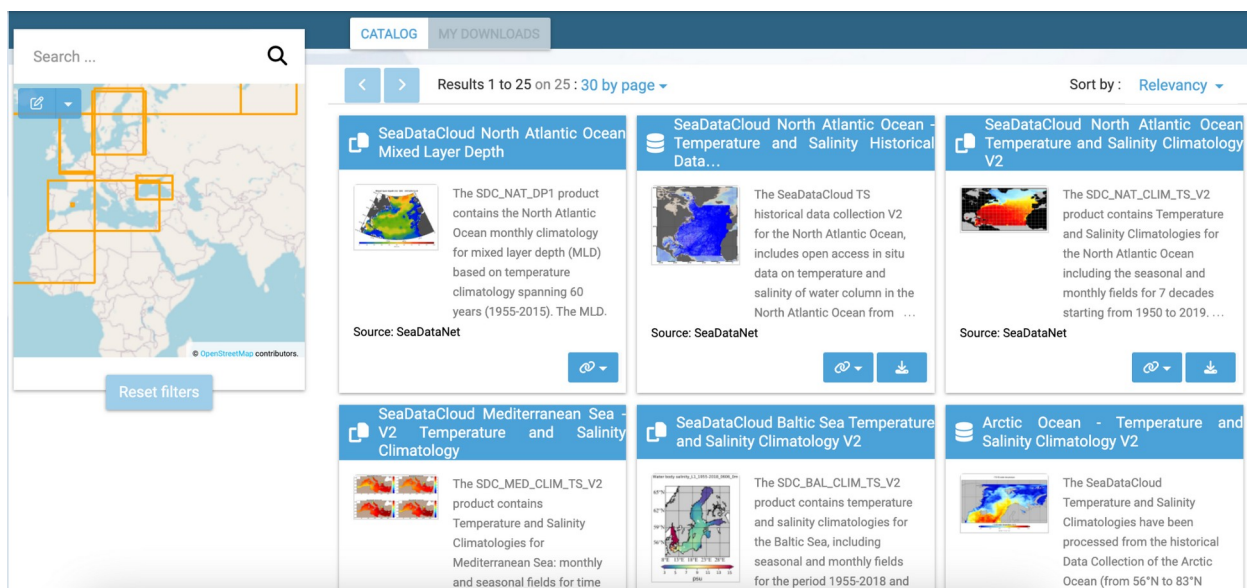 CATALOG
MY DOWNLOADS
Search ...
Results 1 to 25 on 25 : 30 by page
Sort by : Relevancy
© OpenStreetMap contributors.
Reset filters
SeaDataCloud North Atlantic Ocean
Mixed Layer Depth
The SDC_NAT_DP1 product
contains the North Atlantic
Ocean monthly climatology
for mixed layer depth (MLD)
based on temperature
climatology spanning 60
years (1955-2015). The MLD.
Source: SeaDataNet
SeaDataCloud North Atlantic Ocean -
Temperature and Salinity Historical
Data...
The SeaDataCloud TS
historical data collection V2
for the North Atlantic Ocean,
includes open access in situ
data on temperature and
salinity of water column in the
North Atlantic Ocean from ...
Source: SeaDataNet
SeaDataCloud North Atlantic Ocean
Temperature and Salinity Climatology
V2
The SDC_NAT_CLIM_TS_V2
product contains Temperature
and Salinity Climatologies for
the North Atlantic Ocean
including the seasonal and
monthly fields for 7 decades
starting from 1950 to 2019. ...
Source: SeaDataNet
SeaDataCloud Mediterranean Sea -
V2 Temperature and Salinity
Climatology
The SDC_MED_CLIM_TS_V2
product contains
Temperature and Salinity
Climatologies for
Mediterranean Sea: monthly
and seasonal fields for time
SeaDataCloud Baltic Sea Temperature
and Salinity Climatology V2
The SDC_BAL_CLIM_TS_V2
product contains temperature
and salinity climatologies for
the Baltic Sea, including
seasonal and monthly fields
for the period 1955-2018 and
Arctic Ocean - Temperature and
Salinity Climatology V2
The SeaDataCloud
Temperature and Salinity
Climatologies have been
processed from the historical
Data Collection of the Arctic
Ocean (from 56°N to 83°N